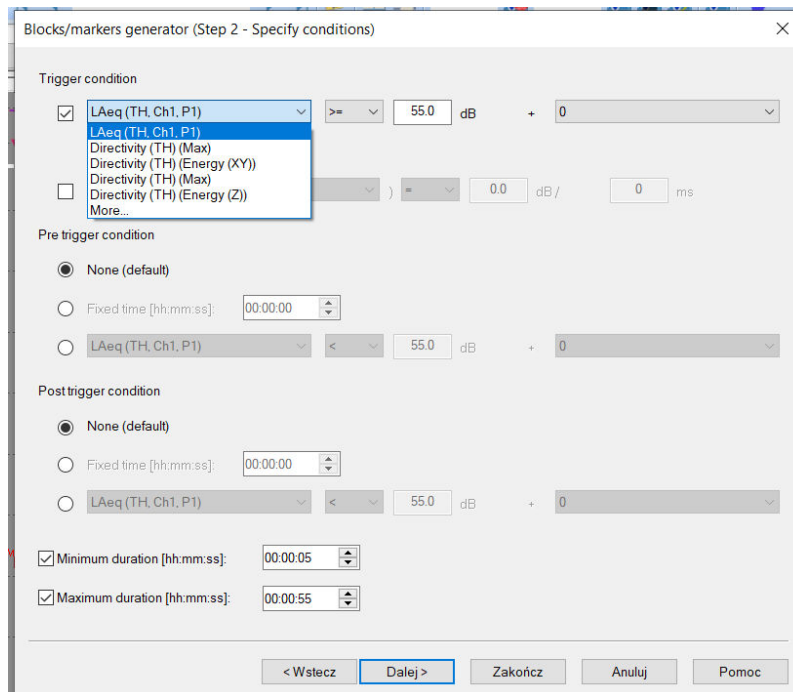 Blocks/markers generator (Step 2 - Specify conditions)
Trigger condition
LAeq (TH, Ch1, P1) >= 55.0 dB + 0
LAeq (TH, Ch1, P1)
Directivity (TH) (Max)
Directivity (TH) (Energy (XY))
Directivity (TH) (Max)
Directivity (TH) (Energy (Z))
More...
) = 0.0 dB / 0 ms
Pre trigger condition
None (default)
Fixed time [hh:mm:ss]: 00:00:00
LAeq (TH, Ch1, P1) < 55.0 dB + 0
Post trigger condition
None (default)
Fixed time [hh:mm:ss]: 00:00:00
LAeq (TH, Ch1, P1) < 55.0 dB + 0
Minimum duration [hh:mm:ss]: 00:00:05
Maximum duration [hh:mm:ss]: 00:00:55
< Wstecz Dalej > Zakończ Anuluj Pomoc